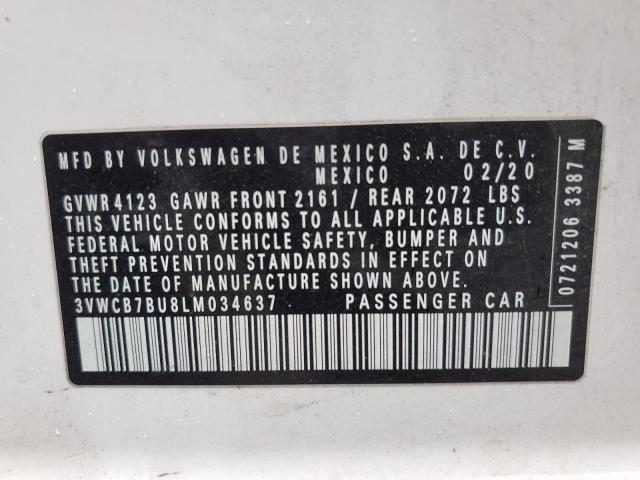 MFD BY VOLKSWAGEN DE MEXICO S.A. DE C.V.
MEXICO 02/20
GVWR 4123 GAWR FRONT 2161 / REAR 2072 LBS
THIS VEHICLE CONFORMS TO ALL APPLICABLE U.S.
FEDERAL MOTOR VEHICLE SAFETY, BUMPER AND
THEFT PREVENTION STANDARDS IN EFFECT ON
THE DATE OF MANUFACTURE SHOWN ABOVE.
3VWCB7BU8LM034637 PASSENGER CAR
0721206 3387 M